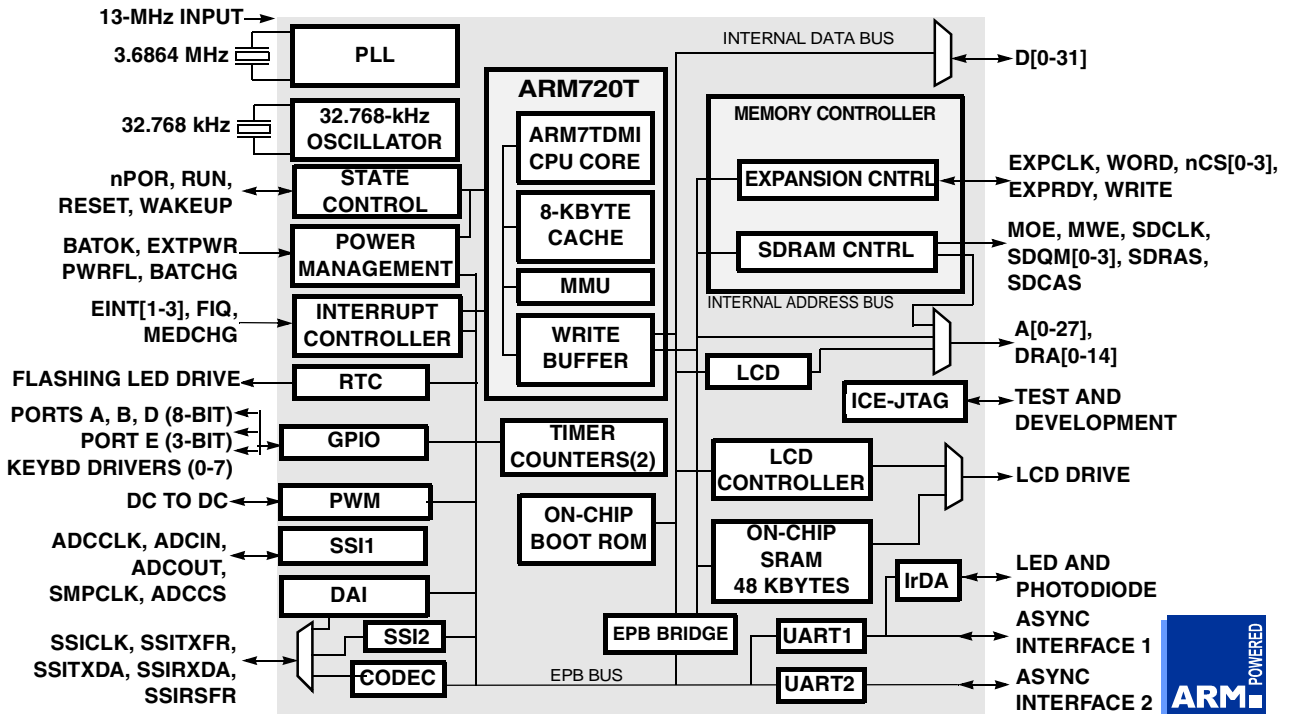 13-MHz INPUT
3.6864 MHz
PLL
INTERNAL DATA BUS
D[0-31]
ARM720T
32.768 kHz
32.768-kHz
OSCILLATOR
ARM7TDMI
CPU CORE
MEMORY CONTROLLER
EXPANSION CNTRL
EXPCLK, WORD, nCS[0-3],
EXPRDY, WRITE
nPOR, RUN,
RESET, WAKEUP
STATE
CONTROL
8-KBYTE
CACHE
SDRAM CNTRL
MOE, MWE, SDCLK,
SDQM[0-3], SDRAS,
SDCAS
BATOK, EXTPWR
PWRFL, BATCHG
POWER
MANAGEMENT
MMU
INTERNAL ADDRESS BUS
EINT[1-3], FIQ,
MEDCHG
INTERRUPT
CONTROLLER
WRITE
BUFFER
A[0-27],
DRA[0-14]
LCD
FLASHING LED DRIVE
RTC
ICE-JTAG
TEST AND
DEVELOPMENT
PORTS A, B, D (8-BIT)
PORT E (3-BIT)
KEYBD DRIVERS (0-7)
GPIO
TIMER
COUNTERS(2)
LCD
CONTROLLER
LCD DRIVE
DC TO DC
PWM
ON-CHIP
BOOT ROM
ON-CHIP
SRAM
48 KBYTES
ADCCLK, ADCIN,
ADCOUT,
SMPCLK, ADCCS
SSI1
DAI
IrDA
LED AND
PHOTODIODE
SSICLK, SSITXFR,
SSITXDA, SSIRXDA,
SSIRSFR
SSI2
CODEC
EPB BRIDGE
EPB BUS
UART1
ASYNC
INTERFACE 1
UART2
ASYNC
INTERFACE 2
ARM
POWERED